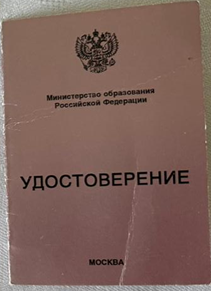 Министерство образования
Российской Федерации
УДОСТОВЕРЕНИЕ
МОСКВА